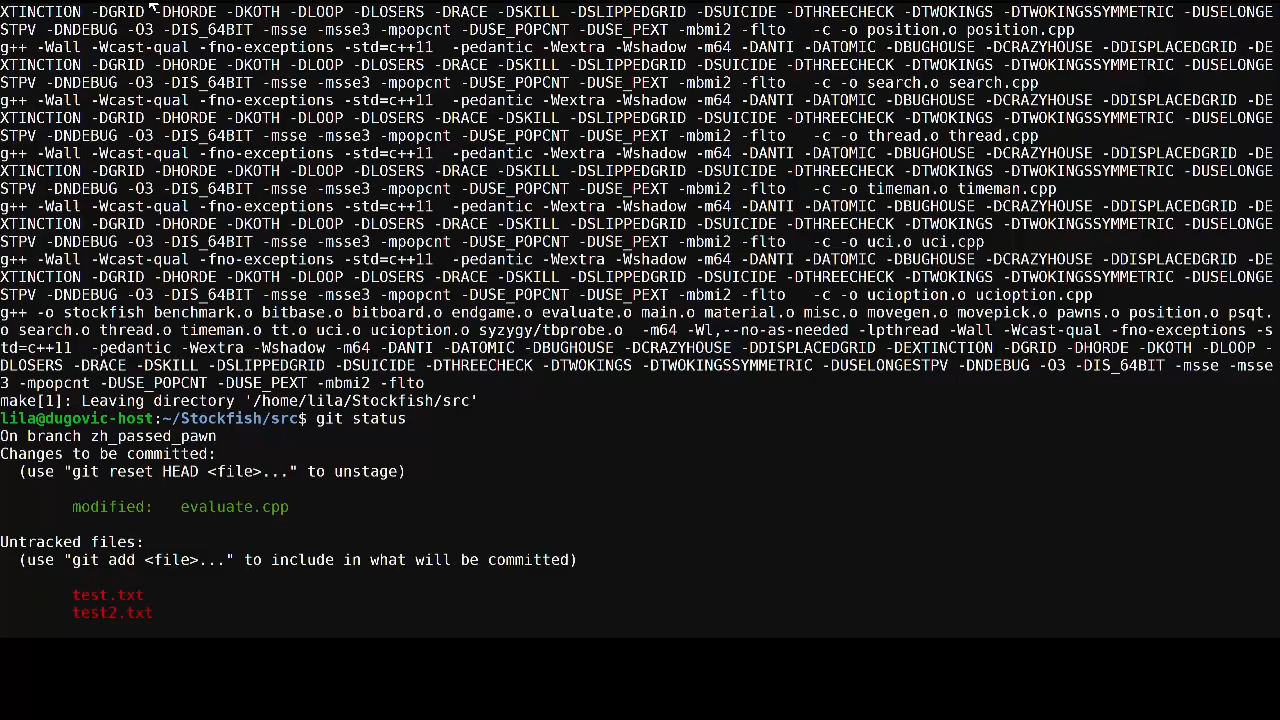 XTINCTION -DGRID -DHORDE -DKOTH -DLOOP -DLOSERS -DRACE -DSKILL -DSLIPPEDGRID -DSUICIDE -DTHREECHECK -DTWOKINGS -DTWOKINGSSYMMETRIC -DUSELONGE
STPV -DNDEBUG -O3 -DIS_64BIT -msse -msse3 -mpopcnt -DUSE_POPCNT -DUSE_PEXT -mbmi2 -flto   -c -o position.o position.cpp
g++ -Wall -Wcast-qual -fno-exceptions -std=c++11  -pedantic -Wextra -Wshadow -m64 -DANTI -DATOMIC -DBUGHOUSE -DCRAZYHOUSE -DDISPLACEDGRID -DE
XTINCTION -DGRID -DHORDE -DKOTH -DLOOP -DLOSERS -DRACE -DSKILL -DSLIPPEDGRID -DSUICIDE -DTHREECHECK -DTWOKINGS -DTWOKINGSSYMMETRIC -DUSELONGE
STPV -DNDEBUG -O3 -DIS_64BIT -msse -msse3 -mpopcnt -DUSE_POPCNT -DUSE_PEXT -mbmi2 -flto   -c -o search.o search.cpp
g++ -Wall -Wcast-qual -fno-exceptions -std=c++11  -pedantic -Wextra -Wshadow -m64 -DANTI -DATOMIC -DBUGHOUSE -DCRAZYHOUSE -DDISPLACEDGRID -DE
XTINCTION -DGRID -DHORDE -DKOTH -DLOOP -DLOSERS -DRACE -DSKILL -DSLIPPEDGRID -DSUICIDE -DTHREECHECK -DTWOKINGS -DTWOKINGSSYMMETRIC -DUSELONGE
STPV -DNDEBUG -O3 -DIS_64BIT -msse -msse3 -mpopcnt -DUSE_POPCNT -DUSE_PEXT -mbmi2 -flto   -c -o thread.o thread.cpp
g++ -Wall -Wcast-qual -fno-exceptions -std=c++11  -pedantic -Wextra -Wshadow -m64 -DANTI -DATOMIC -DBUGHOUSE -DCRAZYHOUSE -DDISPLACEDGRID -DE
XTINCTION -DGRID -DHORDE -DKOTH -DLOOP -DLOSERS -DRACE -DSKILL -DSLIPPEDGRID -DSUICIDE -DTHREECHECK -DTWOKINGS -DTWOKINGSSYMMETRIC -DUSELONGE
STPV -DNDEBUG -O3 -DIS_64BIT -msse -msse3 -mpopcnt -DUSE_POPCNT -DUSE_PEXT -mbmi2 -flto   -c -o timeman.o timeman.cpp
g++ -Wall -Wcast-qual -fno-exceptions -std=c++11  -pedantic -Wextra -Wshadow -m64 -DANTI -DATOMIC -DBUGHOUSE -DCRAZYHOUSE -DDISPLACEDGRID -DE
XTINCTION -DGRID -DHORDE -DKOTH -DLOOP -DLOSERS -DRACE -DSKILL -DSLIPPEDGRID -DSUICIDE -DTHREECHECK -DTWOKINGS -DTWOKINGSSYMMETRIC -DUSELONGE
STPV -DNDEBUG -O3 -DIS_64BIT -msse -msse3 -mpopcnt -DUSE_POPCNT -DUSE_PEXT -mbmi2 -flto   -c -o uci.o uci.cpp
g++ -Wall -Wcast-qual -fno-exceptions -std=c++11  -pedantic -Wextra -Wshadow -m64 -DANTI -DATOMIC -DBUGHOUSE -DCRAZYHOUSE -DDISPLACEDGRID -DE
XTINCTION -DGRID -DHORDE -DKOTH -DLOOP -DLOSERS -DRACE -DSKILL -DSLIPPEDGRID -DSUICIDE -DTHREECHECK -DTWOKINGS -DTWOKINGSSYMMETRIC -DUSELONGE
STPV -DNDEBUG -O3 -DIS_64BIT -msse -msse3 -mpopcnt -DUSE_POPCNT -DUSE_PEXT -mbmi2 -flto   -c -o ucioption.o ucioption.cpp
g++ -o stockfish benchmark.o bitbase.o bitboard.o endgame.o evaluate.o main.o material.o misc.o movegen.o movepick.o pawns.o position.o psqt.
o search.o thread.o timeman.o tt.o uci.o ucioption.o syzygy/tbprobe.o  -m64 -Wl,--no-as-needed -lpthread -Wall -Wcast-qual -fno-exceptions -s
td=c++11  -pedantic -Wextra -Wshadow -m64 -DANTI -DATOMIC -DBUGHOUSE -DCRAZYHOUSE -DDISPLACEDGRID -DEXTINCTION -DGRID -DHORDE -DKOTH -DLOOP -
DLOSERS -DRACE -DSKILL -DSLIPPEDGRID -DSUICIDE -DTHREECHECK -DTWOKINGS -DTWOKINGSSYMMETRIC -DUSELONGESTPV -DNDEBUG -O3 -DIS_64BIT -msse -msse
3 -mpopcnt -DUSE_POPCNT -DUSE_PEXT -mbmi2 -flto
make[1]: Leaving directory '/home/lila/Stockfish/src'
lila@dugovic-host:~/Stockfish/src$ git status
On branch zh_passed_pawn
Changes to be committed:
  (use "git reset HEAD <file>..." to unstage)
        modified:   evaluate.cpp
Untracked files:
  (use "git add <file>..." to include in what will be committed)
        test.txt
        test2.txt